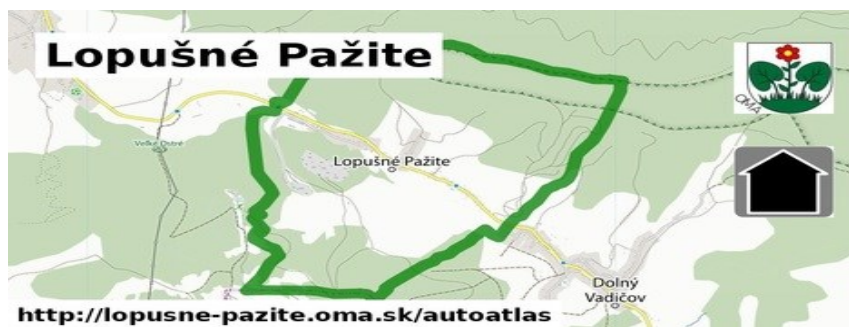 Lopušné Pažite
OMA
Veľké Ostré
Lopušné Pažite
Dolný
Vadičov
http://lopusne-pazite.oma.sk/autoatlas